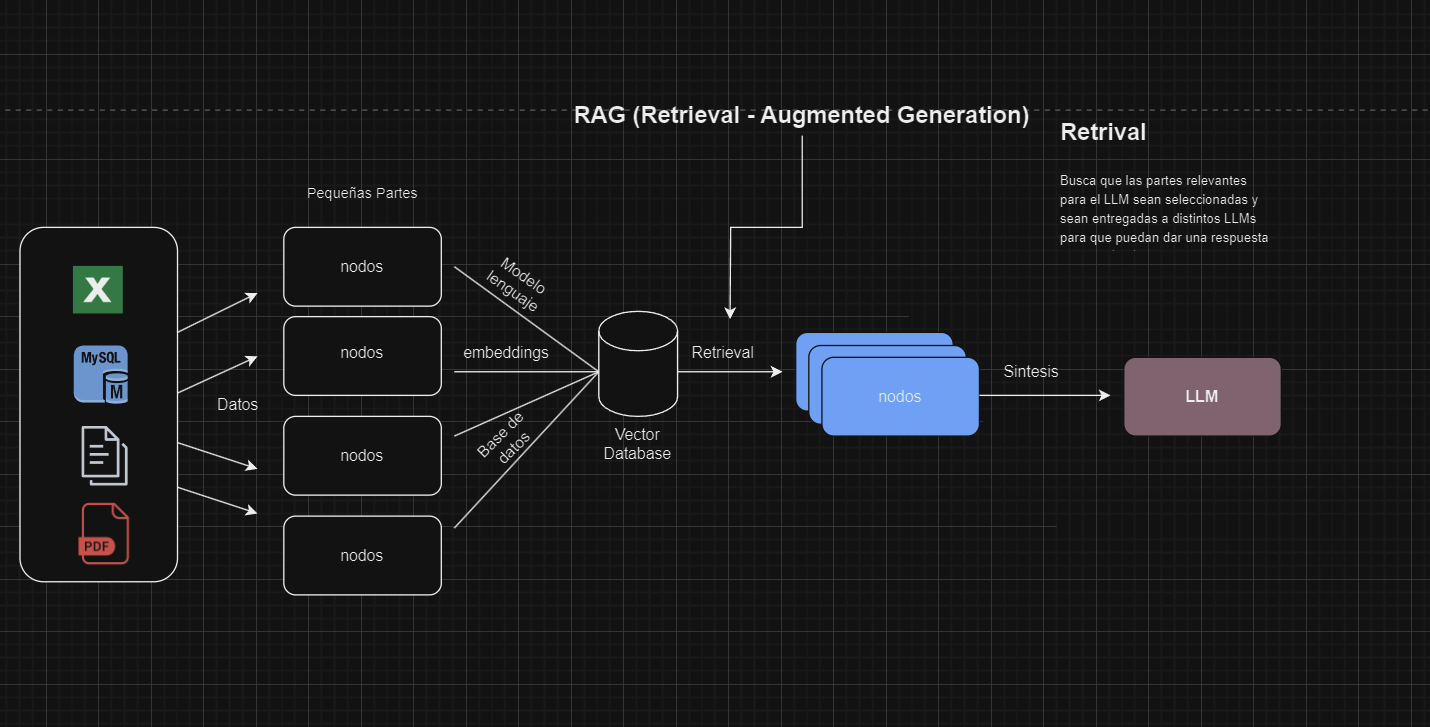 RAG (Retrieval - Augmented Generation)
Retrival
Busca que las partes relevantes
para el LLM sean seleccionadas y
sean entregadas a distintos LLMs
para que puedan dar una respuesta
Pequeñas Partes
X
MySQL
M
PDF
Datos
nodos
nodos
nodos
nodos
Modelo
lenguaje
embeddings
Base de
datos
Vector
Database
Retrieval
nodos
Sintesis
LLM